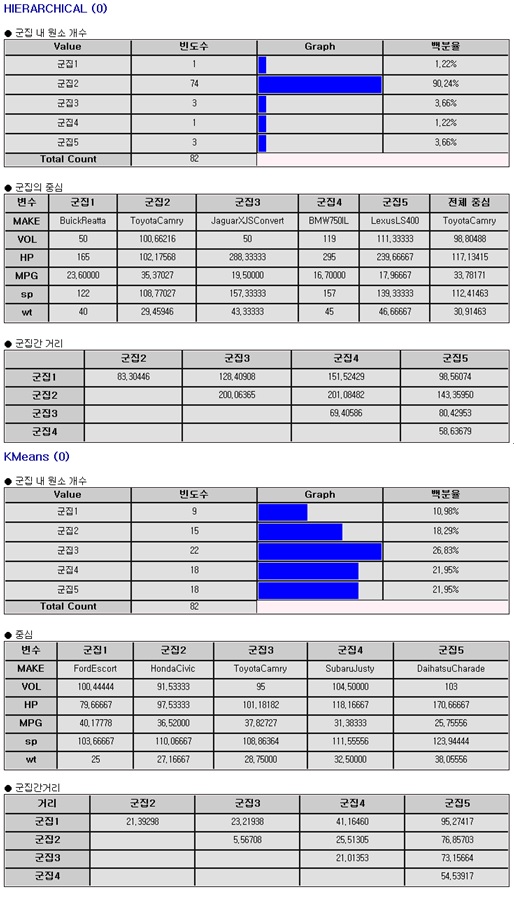 HIERARCHICAL (0)
● 군집 내 원소 개수
Value 빈도수 Graph 백분율
군집1 1 1,22%
군집2 74 90,24%
군집3 3 3,66%
군집4 1 1,22%
군집5 3 3,66%
Total Count 82
● 군집의 중심
변수 군집1 군집2 군집3 군집4 군집5 전체 중심
MAKE BuickReatta ToyotaCamry JaguarXJSConvert BMW750IL LexusLS400 ToyotaCamry
VOL 50 100,66216 50 119 111,33333 98,80488
HP 165 102,17568 288,33333 295 239,66667 117,13415
MPG 23,60000 35,37027 19,50000 16,70000 17,96667 33,78171
sp 122 108,77027 157,33333 157 139,33333 112,41463
wt 40 29,45946 43,33333 45 46,66667 30,91463
● 군집간 거리
군집2 군집3 군집4 군집5
군집1 83,30446 128,40908 151,52429 98,56074
군집2 200,06365 201,08482 143,35950
군집3 69,40586 80,42953
군집4 58,63679
KMeans (0)
● 군집 내 원소 개수
Value 빈도수 Graph 백분율
군집1 9 10,98%
군집2 15 18,29%
군집3 22 26,83%
군집4 18 21,95%
군집5 18 21,95%
Total Count 82
● 중심
변수 군집1 군집2 군집3 군집4 군집5
MAKE FordEscort HondaCivic ToyotaCamry SubaruJusty DaihatsuCharade
VOL 100,44444 91,53333 95 104,50000 103
HP 79,66667 97,53333 101,18182 118,16667 170,66667
MPG 40,17778 36,52000 37,82727 31,38333 25,75556
sp 103,66667 110,06667 108,86364 111,55556 123,94444
wt 25 27,16667 28,75000 32,50000 38,05556
● 군집간거리
거리 군집2 군집3 군집4 군집5
군집1 21,39298 23,21938 41,16460 95,27417
군집2 5,56708 25,51305 76,85703
군집3 21,01353 73,15664
군집4 54,53917